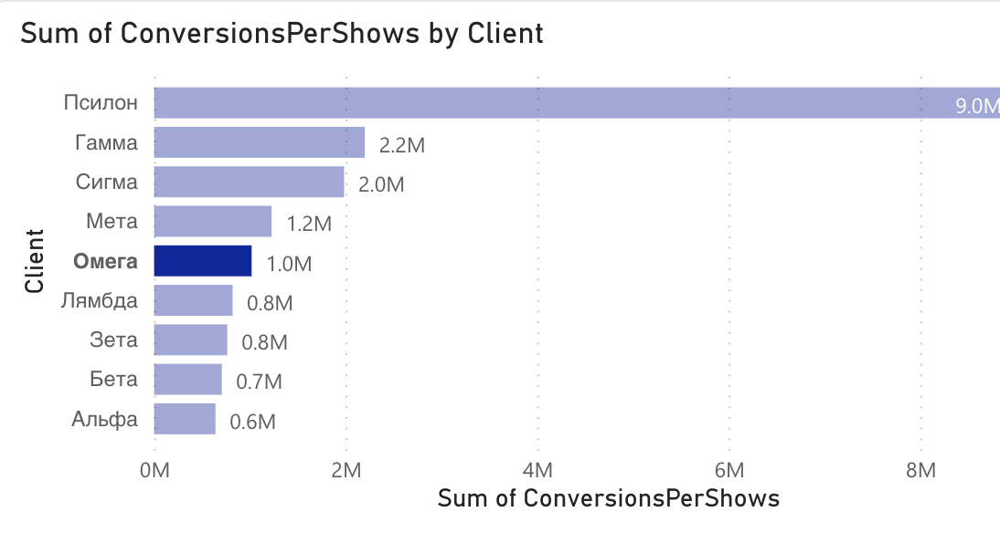 Sum of ConversionsPerShows by Client
Client
Псилон 9.0M
Гамма 2.2M
Сигма 2.0M
Мета 1.2M
Омега 1.0M
Лямбда 0.8M
Зета 0.8M
Бета 0.7M
Альфа 0.6M
0M 2M 4M 6M 8M
Sum of ConversionsPerShows